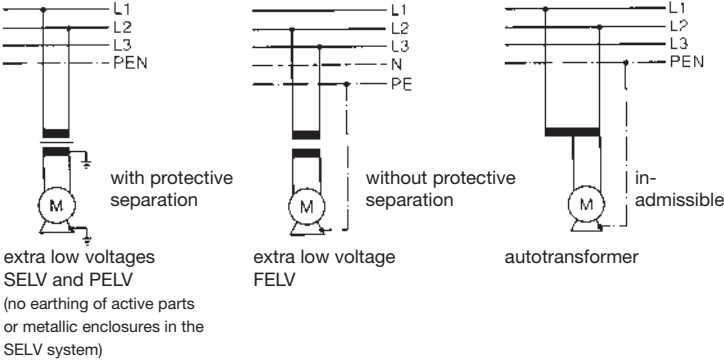 L1
L2
L3
PEN
M
with protective
separation
extra low voltages
SELV and PELV
(no earthing of active parts
or metallic enclosures in the
SELV system)
L1
L2
L3
N
PE
M
without protective
separation
extra low voltage
FELV
L1
L2
L3
PEN
M
in-
admissible
autotransformer